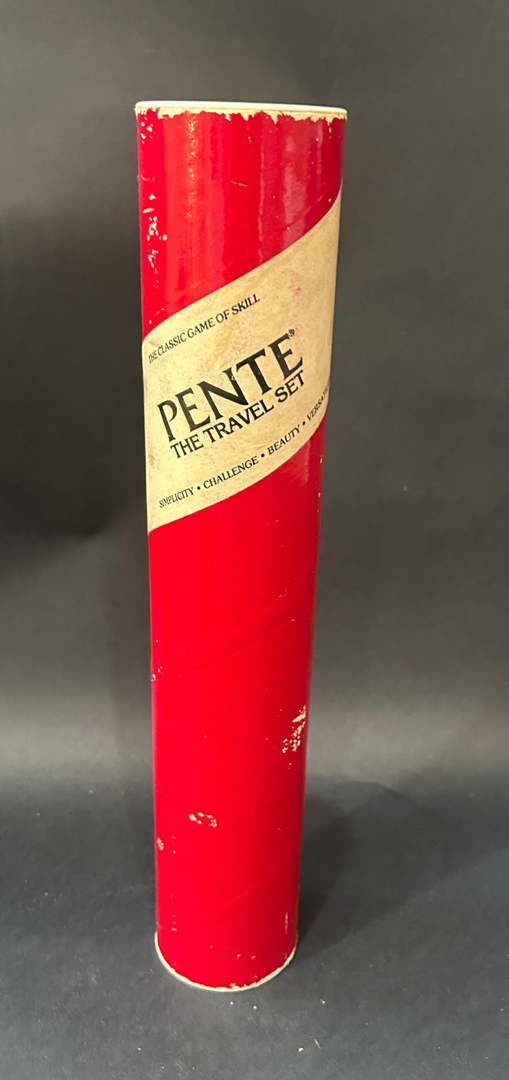 THE CLASSIC GAME OF SKILL
PENTE®
THE TRAVEL SET
SIMPLICITY • CHALLENGE • BEAUTY •